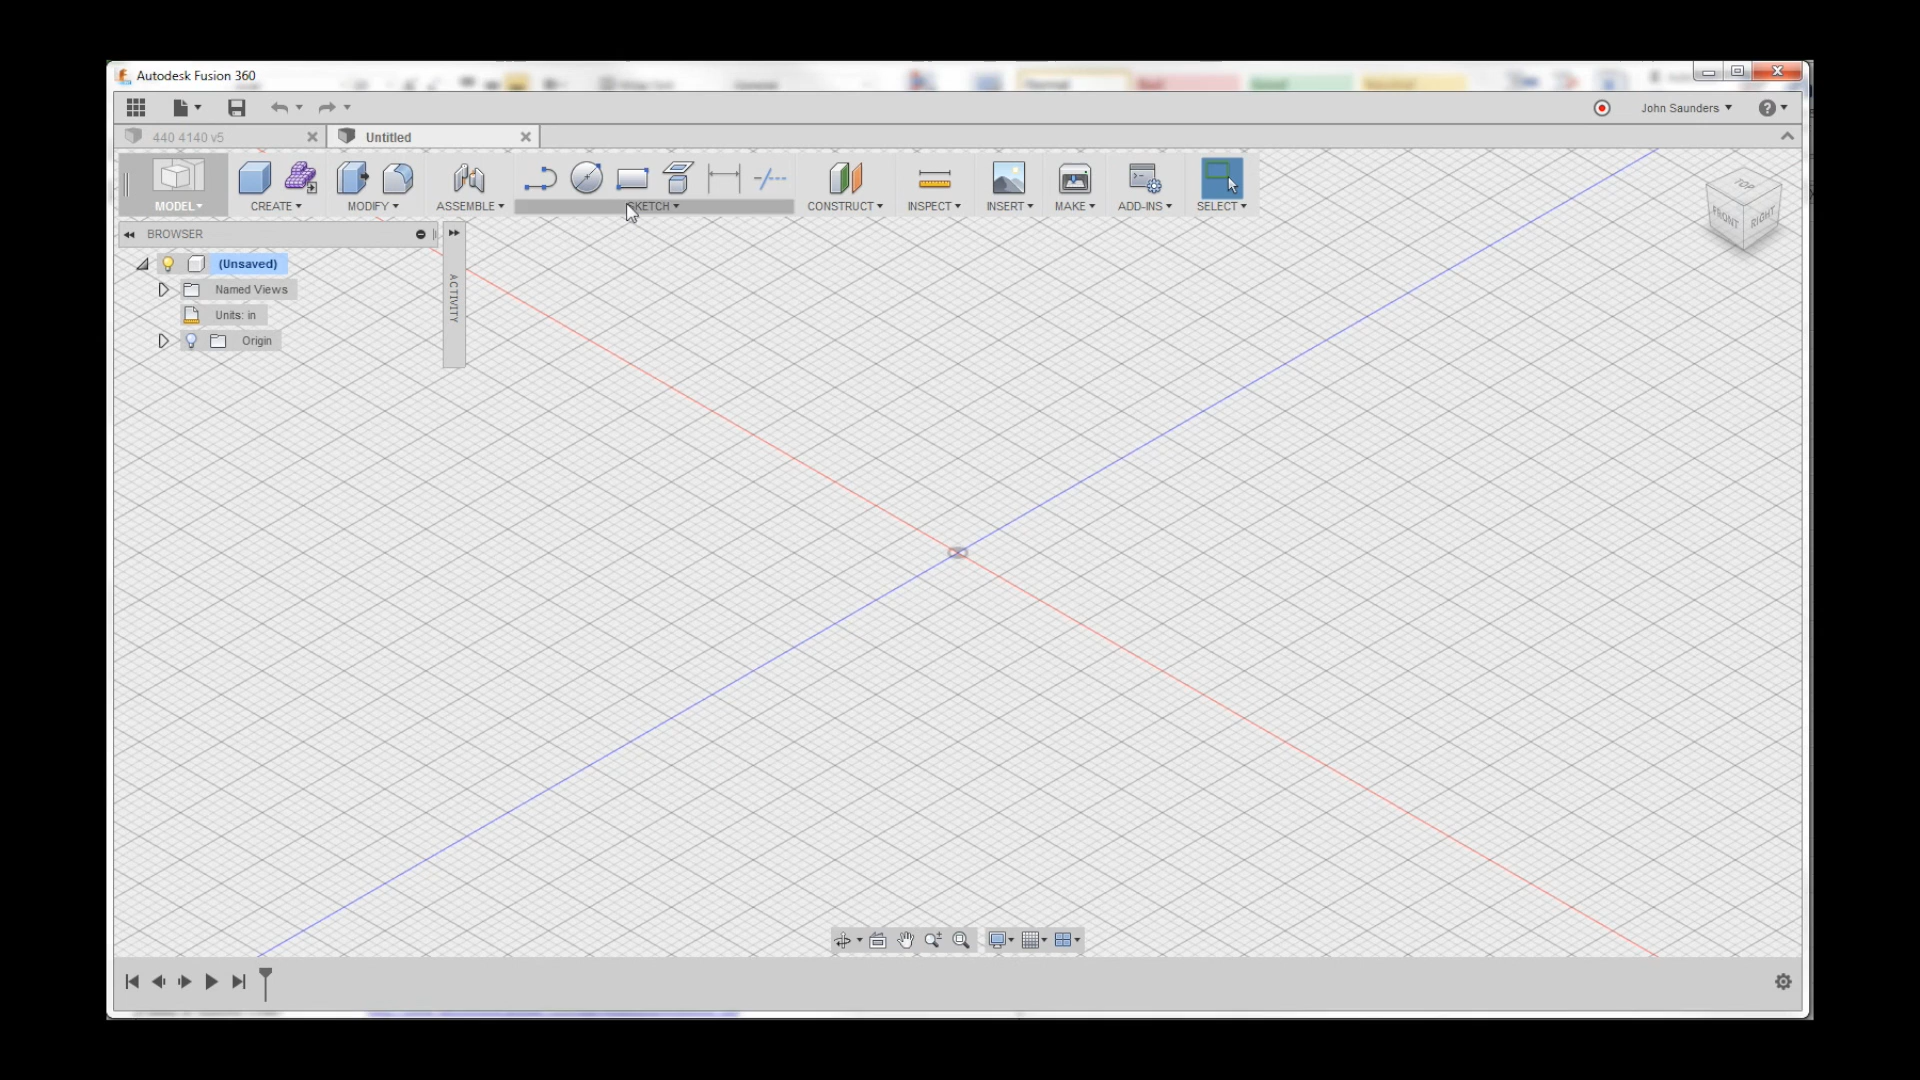 Autodesk Fusion 360
John Saunders
440 4140 v5
Untitled
MODEL CREATE MODIFY ASSEMBLE SKETCH CONSTRUCT INSPECT INSERT MAKE ADD-INS SELECT
BROWSER
(Unsaved)
Named Views
Units: in
Origin
ACTIVITY
TOP
FRONT RIGHT